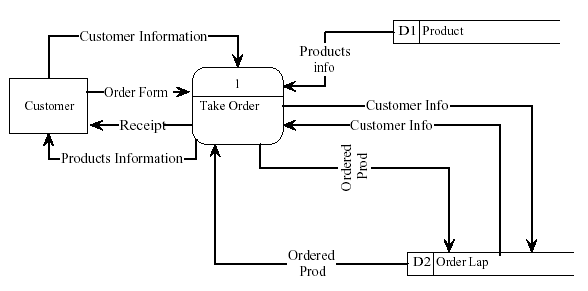 Customer Information
D1 Product
Products
info
1
Customer
Order Form
Take Order
Customer Info
Receipt
Customer Info
Products Information
Ordered
Prod
Ordered
Prod
D2 Order Lap